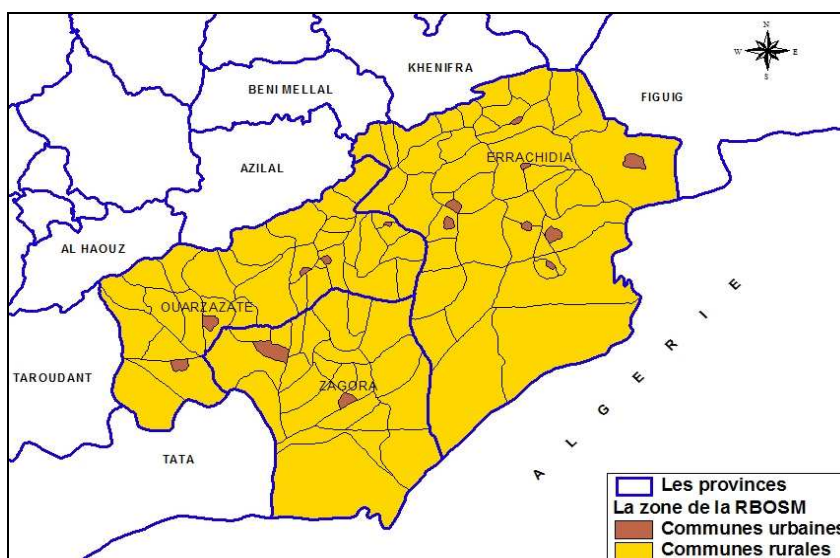 N
W E
S
KHENIFRA
BENI MELLAL
FIGUIG
ERRACHIDIA
AZILAL
AL HAOUZ
OUARZAZATE
TAROUDANT
ZAGORA
TATA
ALGERIE
Les provinces
La zone de la RBOSM
Communes urbaines
Communes rurales